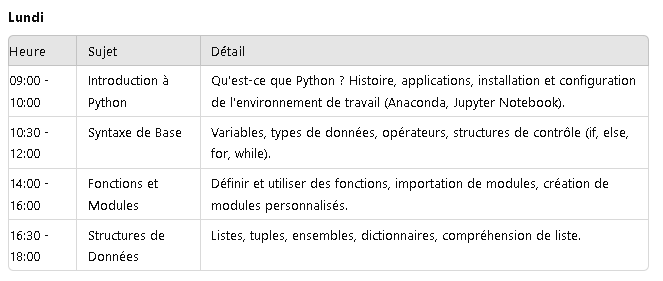 Lundi
Heure Sujet Détail
09:00 - Introduction à Qu'est-ce que Python ? Histoire, applications, installation et configuration
10:00 Python de l'environnement de travail (Anaconda, Jupyter Notebook).
10:30 - Syntaxe de Base Variables, types de données, opérateurs, structures de contrôle (if, else,
12:00 for, while).
14:00 - Fonctions et Définir et utiliser des fonctions, importation de modules, création de
16:00 Modules modules personnalisés.
16:30 - Structures de Listes, tuples, ensembles, dictionnaires, compréhension de liste.
18:00 Données